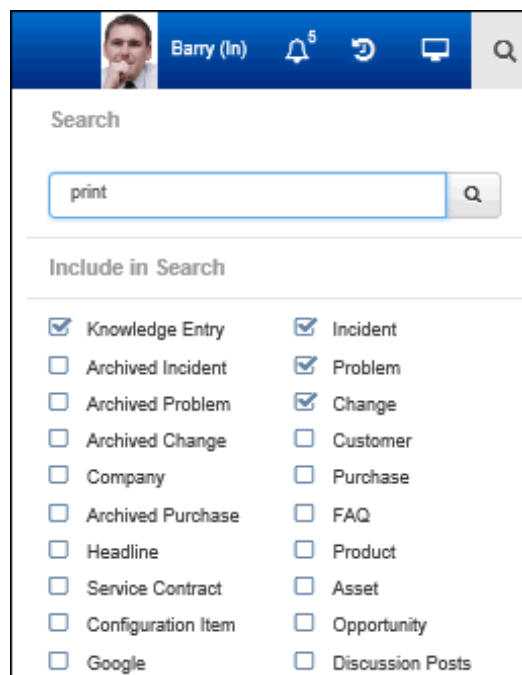 Barry (In) 5
Search
print
Include in Search
Knowledge Entry Incident
Archived Incident Problem
Archived Problem Change
Archived Change Customer
Company Purchase
Archived Purchase FAQ
Headline Product
Service Contract Asset
Configuration Item Opportunity
Google Discussion Posts